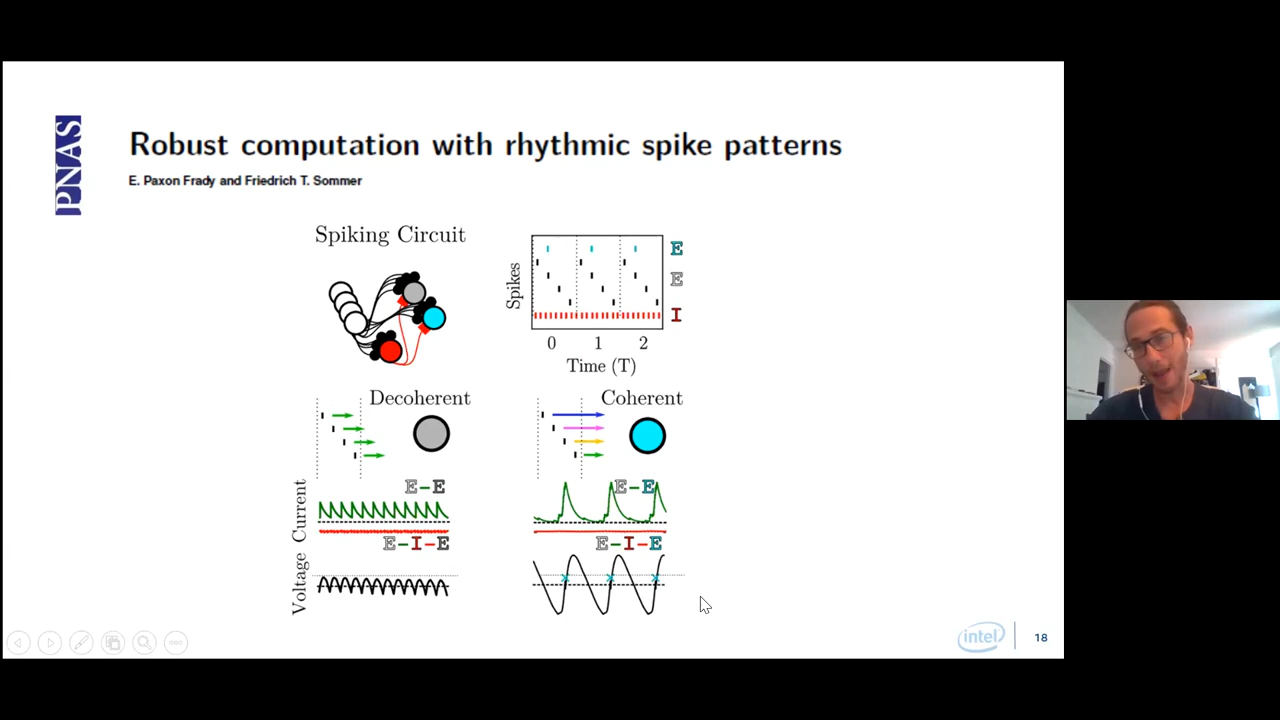 PNAS
Robust computation with rhythmic spike patterns
E. Paxon Frady and Friedrich T. Sommer
Spiking Circuit
Spikes
E
E
I
0 1 2
Time (T)
Decoherent
Coherent
Current
E-E
E-E
E-I-E
E-I-E
Voltage
intel
18